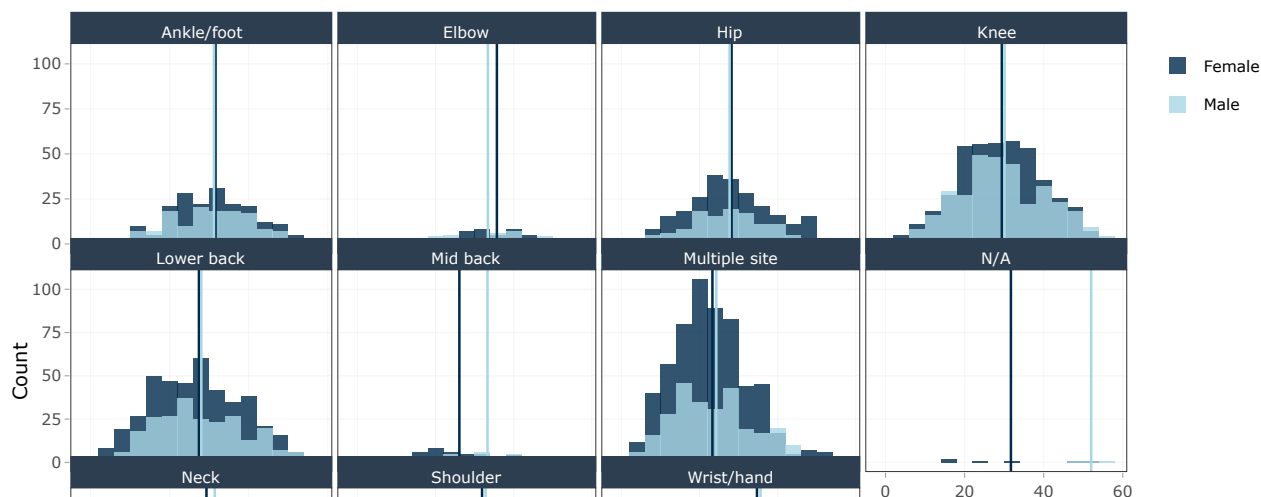 Ankle/foot Elbow Hip Knee
100
75
50
25
0
Female
Male
Lower back Mid back Multiple site N/A
100
75
50
25
0
Count
Neck Shoulder Wrist/hand
0 20 40 60